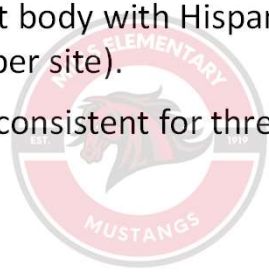 t body with Hispan
per site).
consistent for thre
ELEMENTARY
EST. 1919
MUSTANGS